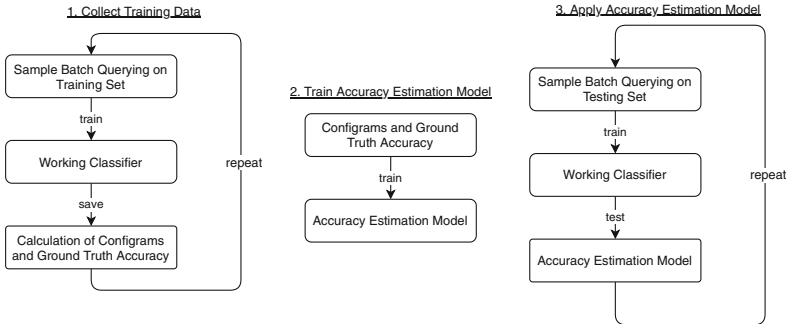 1. Collect Training Data
Sample Batch Querying on
Training Set
train
Working Classifier
save
Calculation of Configrams
and Ground Truth Accuracy
repeat
2. Train Accuracy Estimation Model
Configrams and Ground
Truth Accuracy
train
Accuracy Estimation Model
3. Apply Accuracy Estimation Model
Sample Batch Querying on
Testing Set
train
Working Classifier
test
Accuracy Estimation Model
repeat